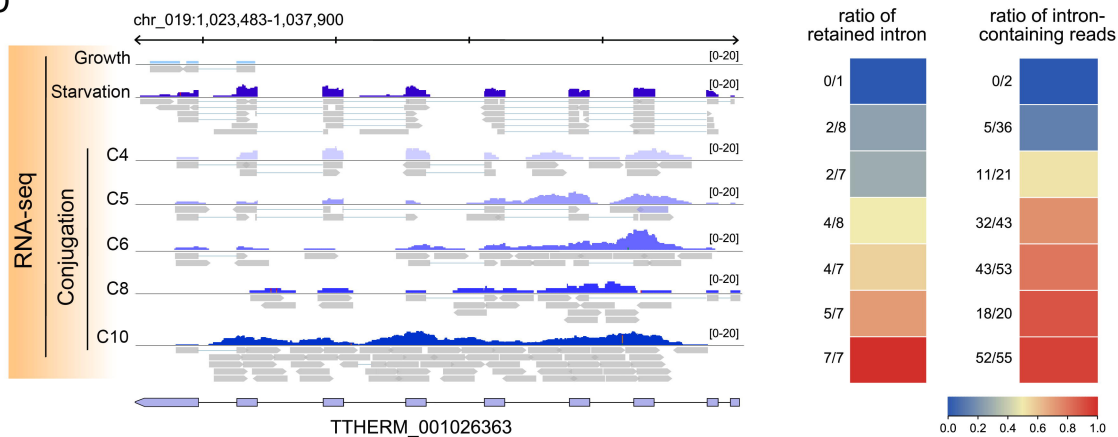 chr_019:1,023,483-1,037,900
ratio of
retained intron
ratio of intron-
containing reads
RNA-seq
Conjugation
Growth [0-20] 0/1 0/2
Starvation [0-20] 2/8 5/36
C4 [0-20] 2/7 11/21
C5 [0-20] 4/8 32/43
C6 [0-20] 4/7 43/53
C8 [0-20] 5/7 18/20
C10 [0-20] 7/7 52/55
TTHERM_001026363
0.0 0.2 0.4 0.6 0.8 1.0